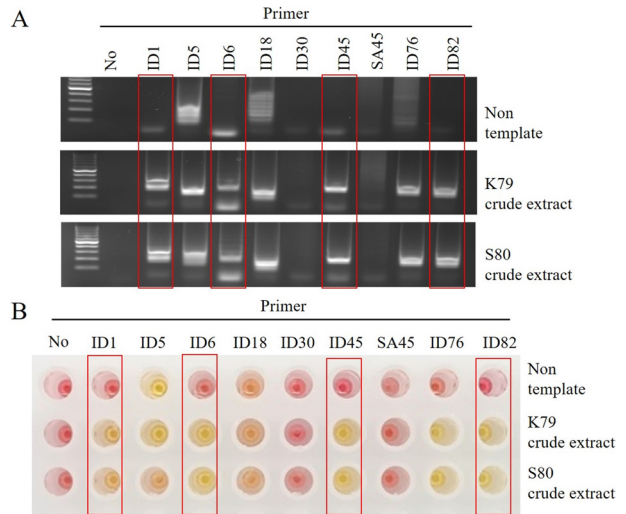 A
Primer
No ID1 ID5 ID6 ID18 ID30 ID45 SA45 ID76 ID82
Non
template
K79
crude extract
S80
crude extract
B
Primer
No ID1 ID5 ID6 ID18 ID30 ID45 SA45 ID76 ID82
Non
template
K79
crude extract
S80
crude extract